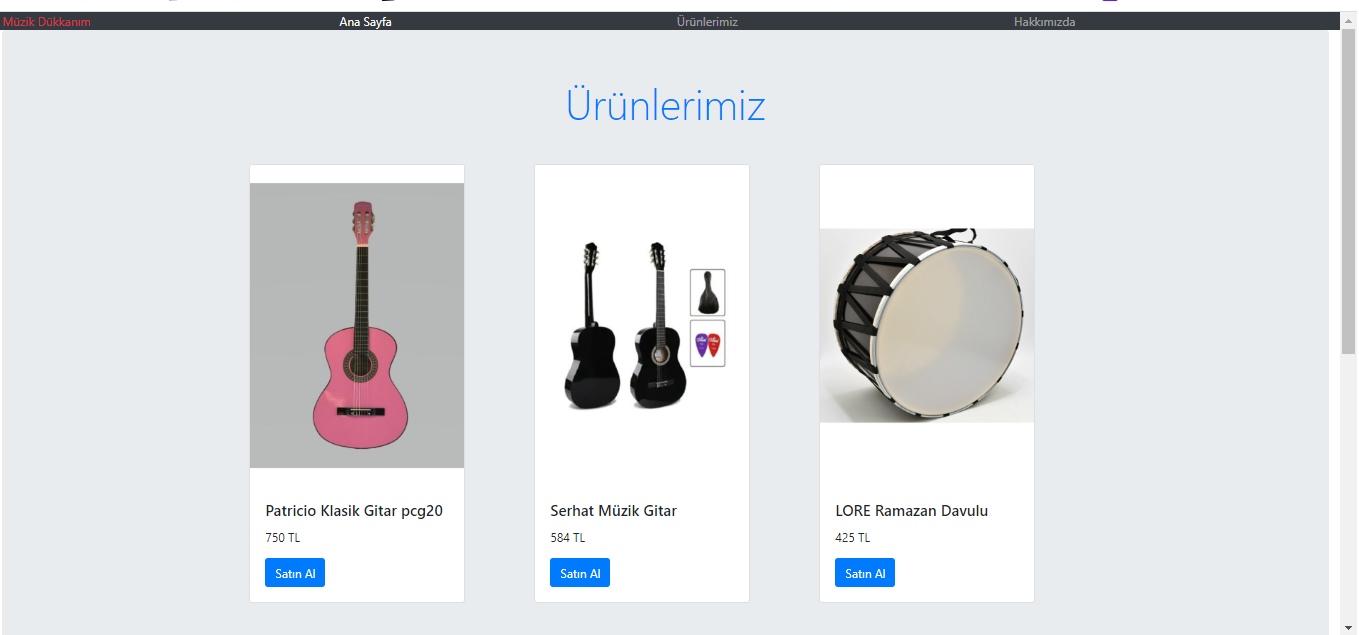 Müzik Dükkanım
Ana Sayfa
Ürünlerimiz
Hakkımızda
Ürünlerimiz
Patricio Klasik Gitar pcg20
750 TL
Satın Al
Serhat Müzik Gitar
584 TL
Satın Al
LORE Ramazan Davulu
425 TL
Satın Al